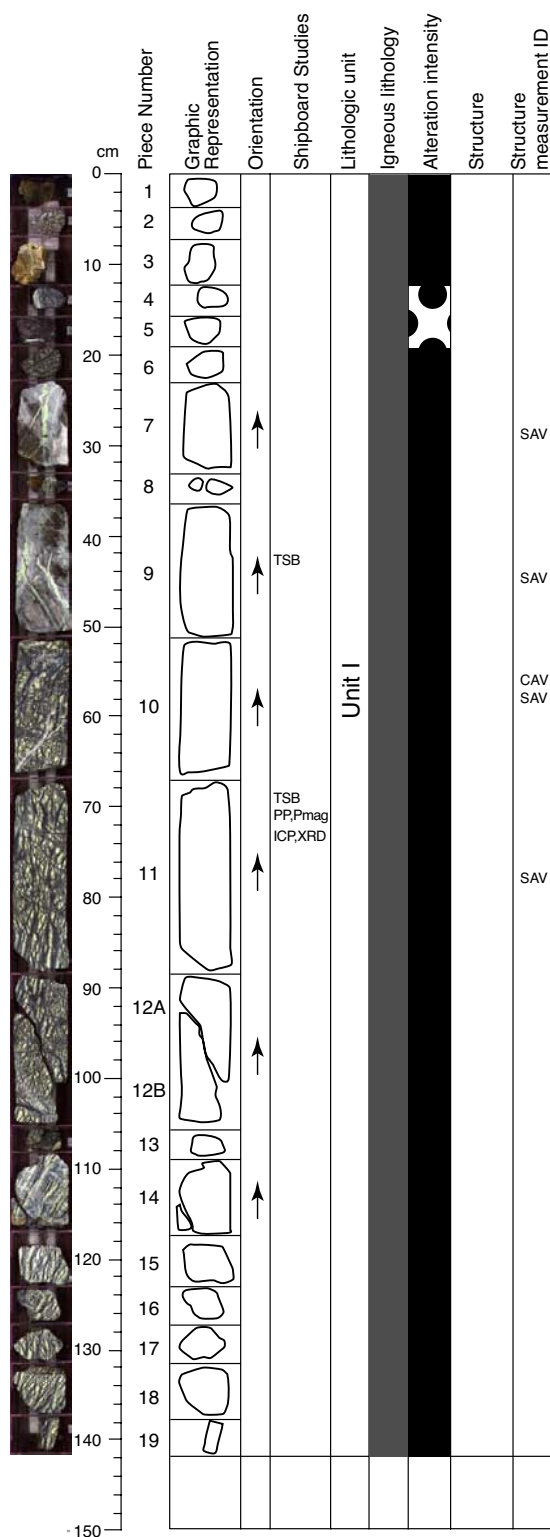 cm
Piece Number
Graphic
Representation
Orientation
Shipboard Studies
Lithologic unit
Igneous lithology
Alteration intensity
Structure
Structure
measurement ID
0
1
2
3
10
4
5
20
6
7
SAV
30
8
40
TSB
9
SAV
50
CAV
SAV
10
60
Unit I
70
TSB
PP,Pmag
ICP,XRD
11
SAV
80
90
12A
100
12B
13
110
14
120
15
16
130
17
18
140
19
150